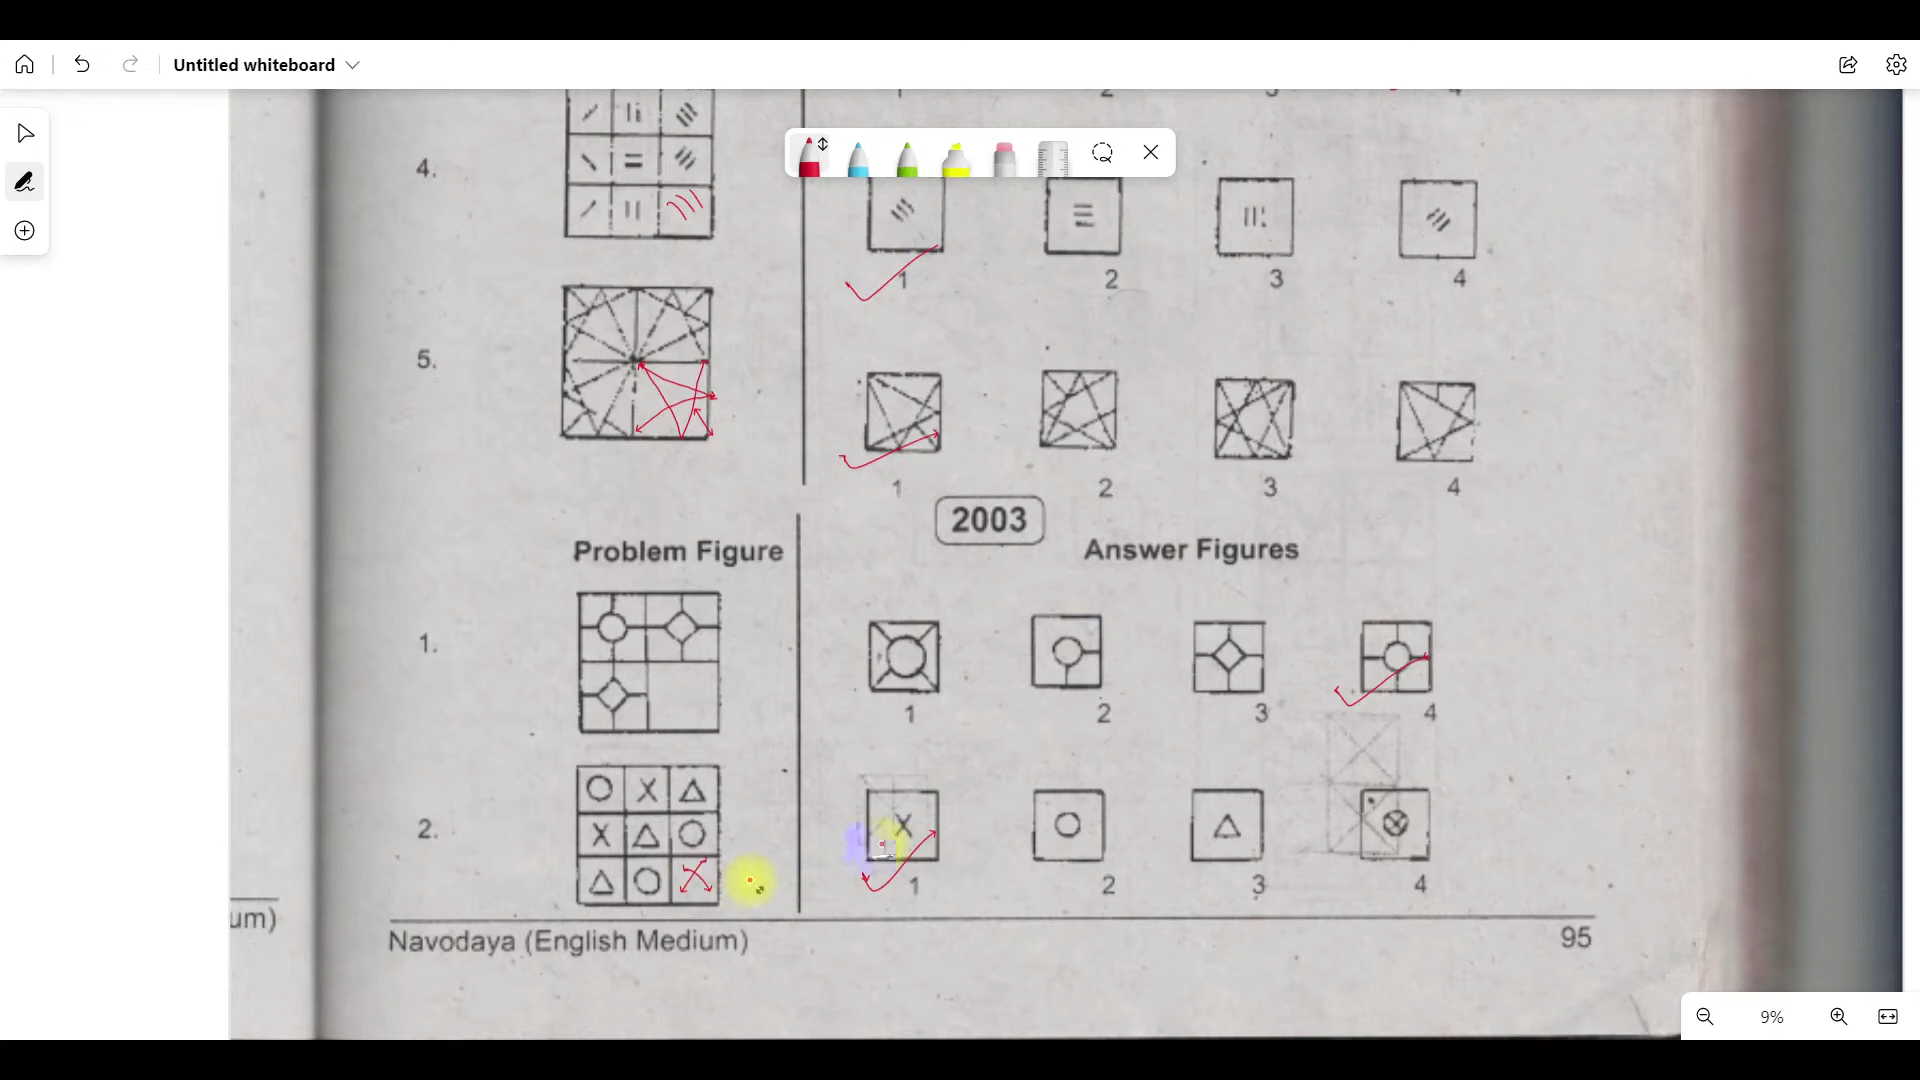 Untitled whiteboard
4.
1 2 3 4
5.
1 2 3 4
2003
Problem Figure Answer Figures
1.
1 2 3 4
2.
1 2 3 4
um)
Navodaya (English Medium) 95
9%